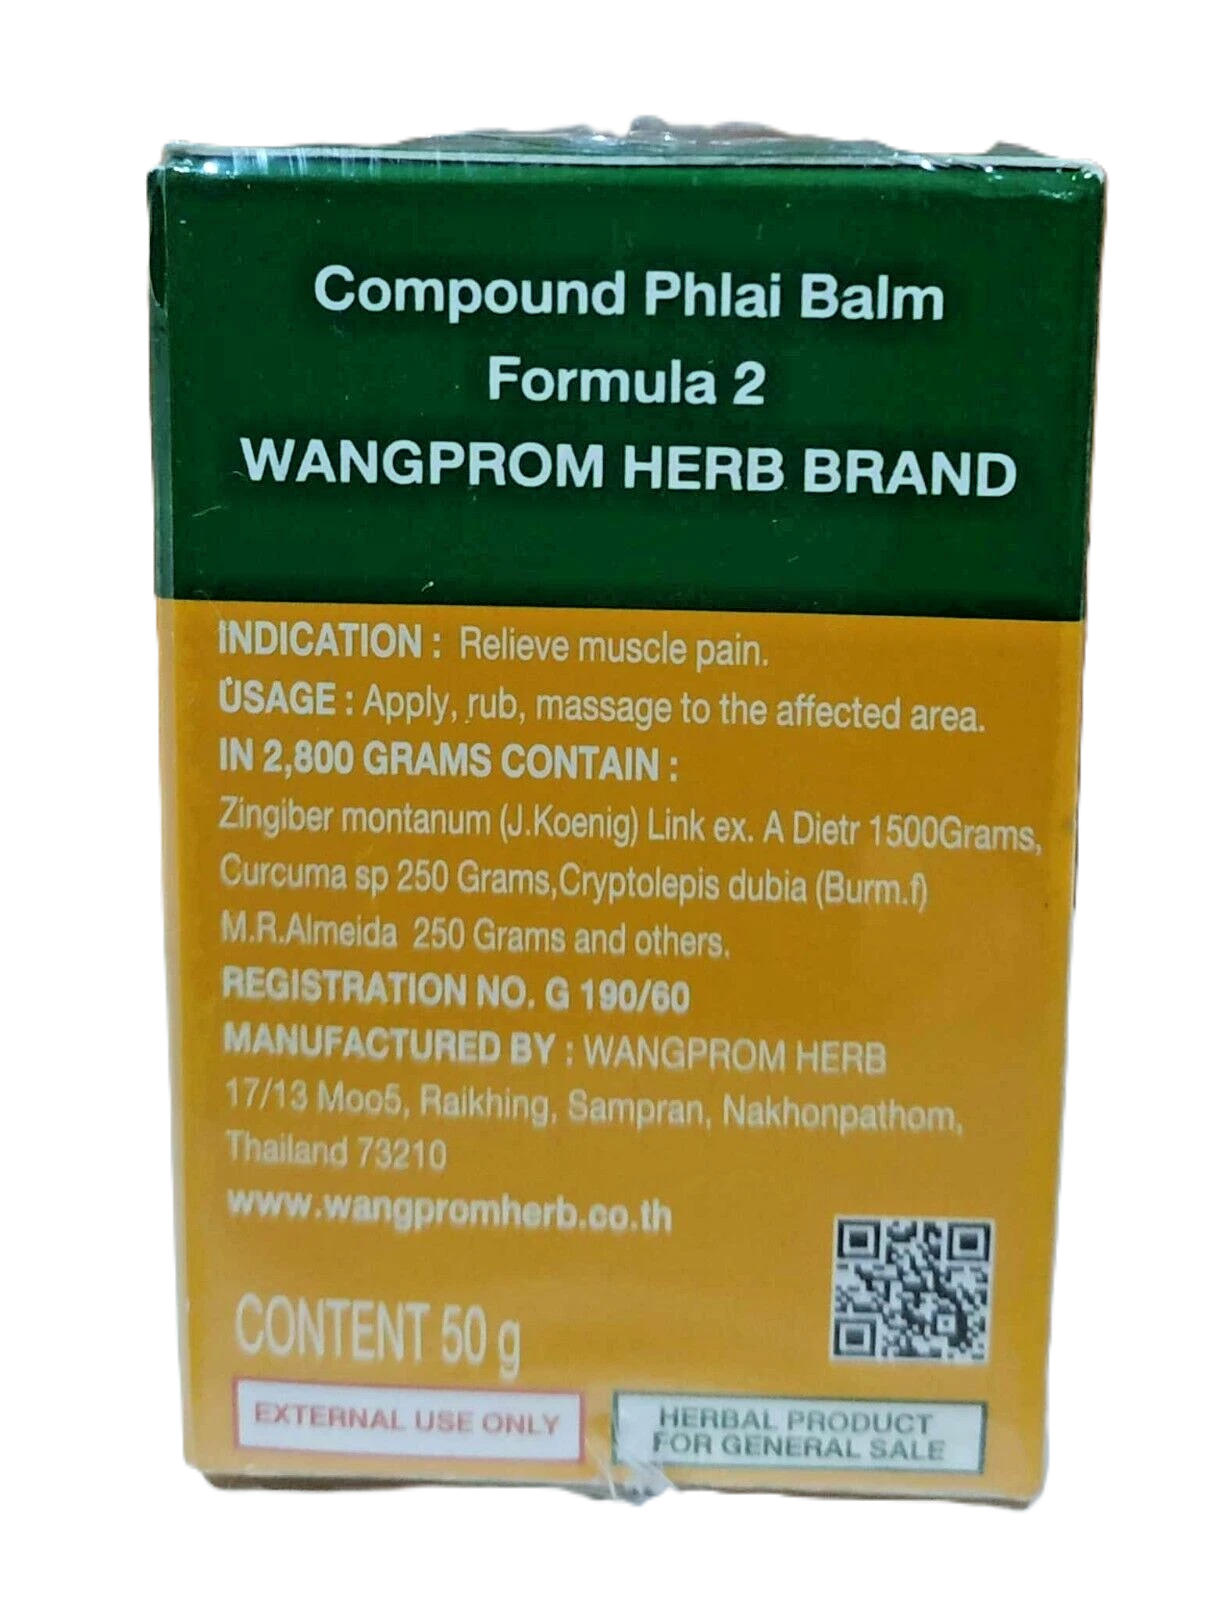 Compound Phlai Balm
Formula 2
WANGPROM HERB BRAND
INDICATION : Relieve muscle pain.
USAGE : Apply, rub, massage to the affected area.
IN 2,800 GRAMS CONTAIN :
Zingiber montanum (J.Koenig) Link ex. A Dietr 1500Grams,
Curcuma sp 250 Grams,Cryptolepis dubia (Burm.f)
M.R.Almeida 250 Grams and others.
REGISTRATION NO. G 190/60
MANUFACTURED BY : WANGPROM HERB
17/13 Moo5, Raikhing, Sampran, Nakhonpathom,
Thailand 73210
www.wangpromherb.co.th
CONTENT 50 g
EXTERNAL USE ONLY
HERBAL PRODUCT
FOR GENERAL SALE